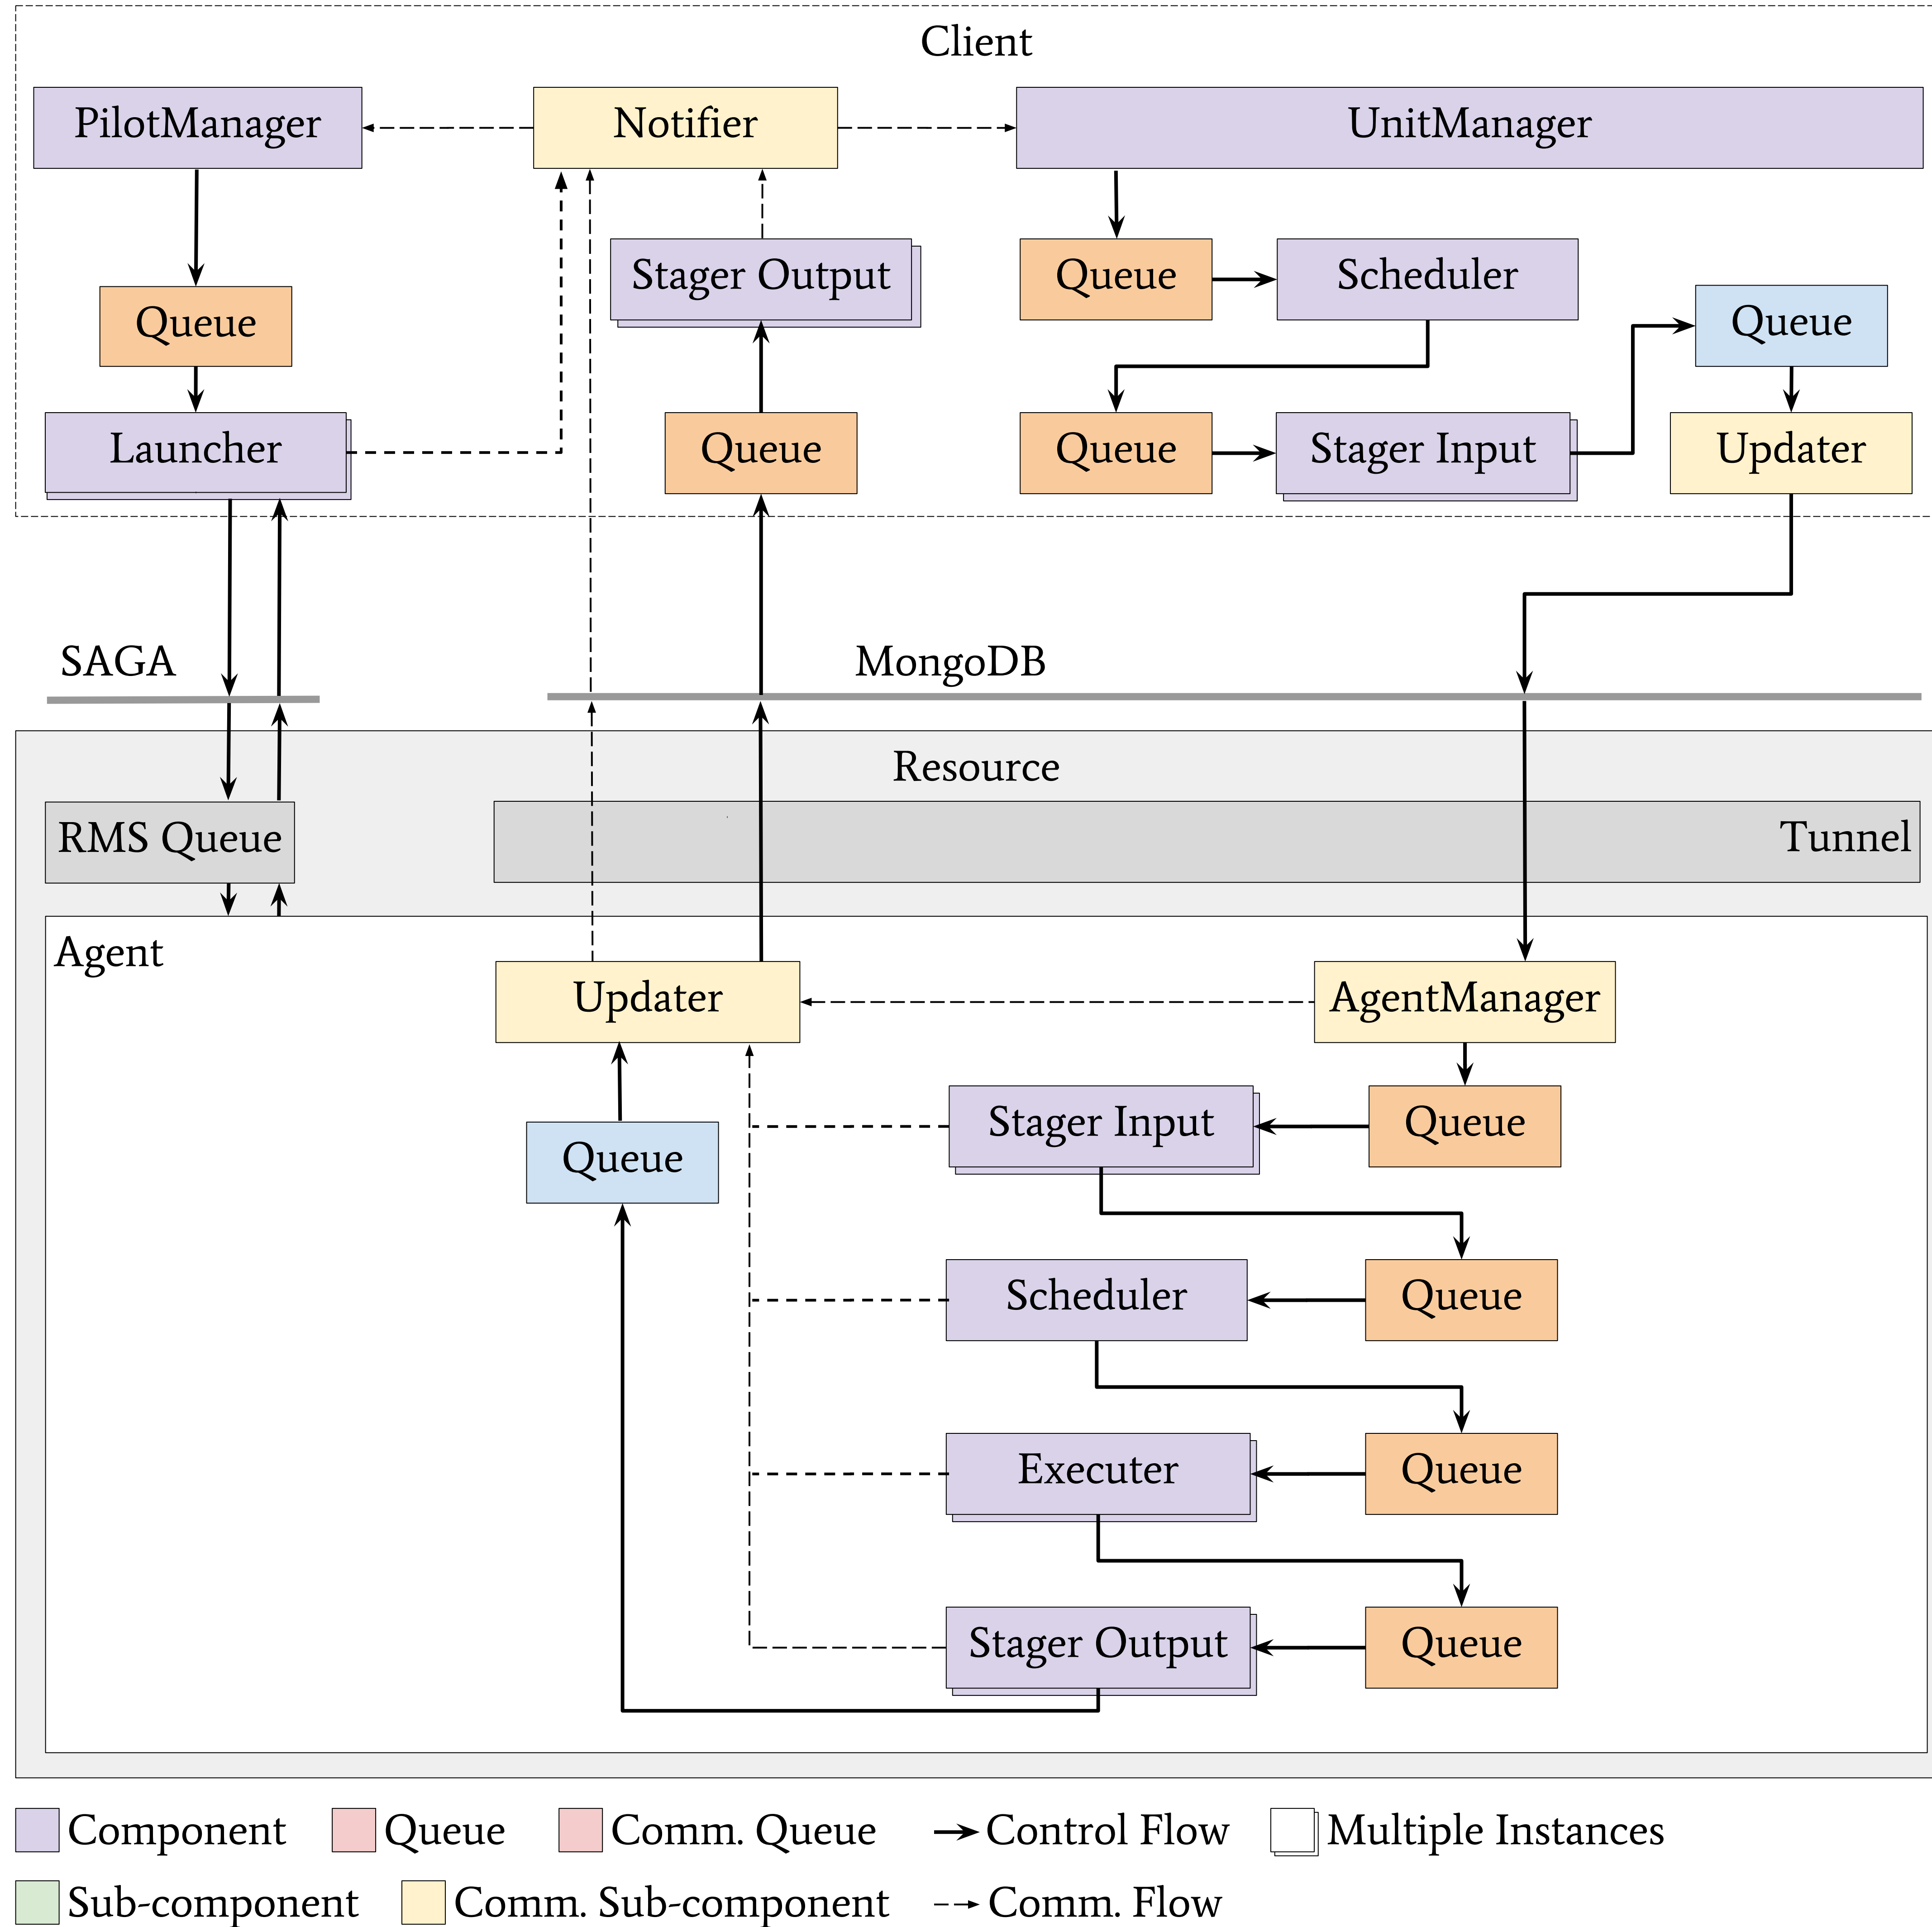 Client
PilotManager
Notifier
UnitManager
Stager Output
Queue
Scheduler
Queue
Queue
Launcher
Queue
Queue
Stager Input
Updater
SAGA
MongoDB
Resource
RMS Queue
Tunnel
Agent
Updater
AgentManager
Stager Input
Queue
Queue
Scheduler
Queue
Executer
Queue
Stager Output
Queue
Component
Queue
Comm. Queue
Control Flow
Multiple Instances
Sub-component
Comm. Sub-component
Comm. Flow